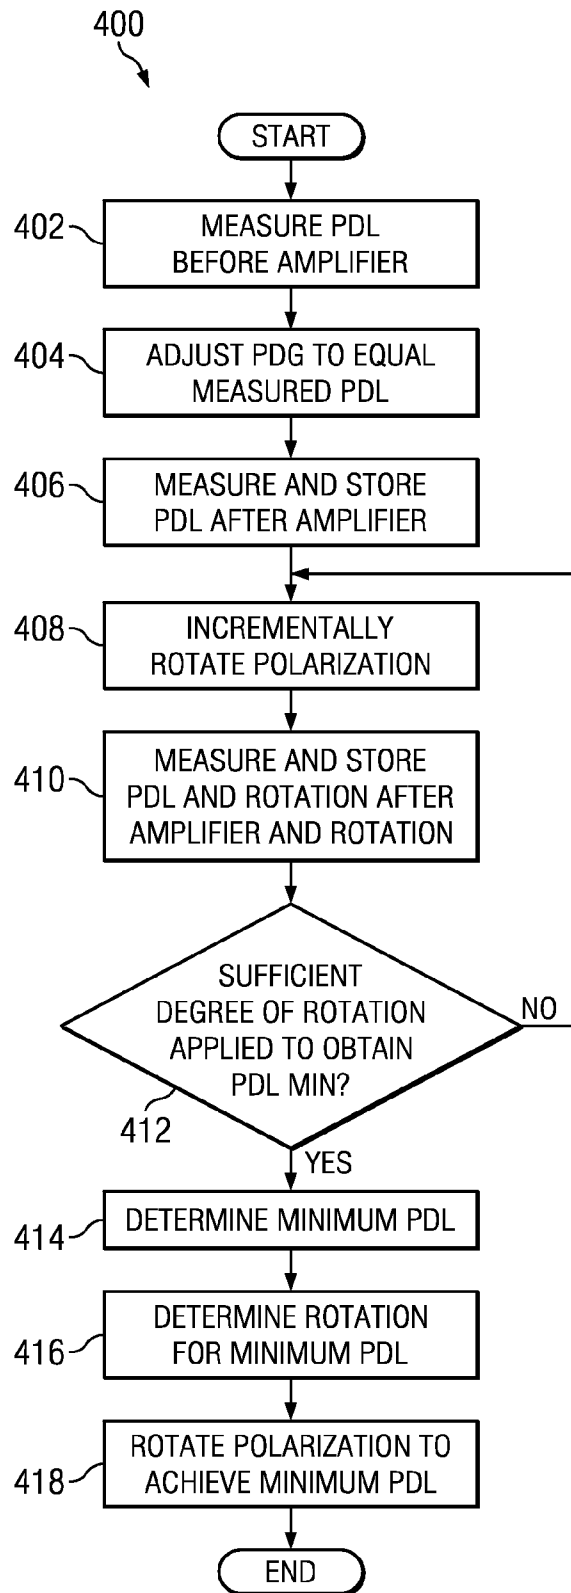 400
START
402
MEASURE PDL
BEFORE AMPLIFIER
404
ADJUST PDG TO EQUAL
MEASURED PDL
406
MEASURE AND STORE
PDL AFTER AMPLIFIER
408
INCREMENTALLY
ROTATE POLARIZATION
410
MEASURE AND STORE
PDL AND ROTATION AFTER
AMPLIFIER AND ROTATION
SUFFICIENT
DEGREE OF ROTATION
APPLIED TO OBTAIN
PDL MIN?
NO
412
YES
414
DETERMINE MINIMUM PDL
416
DETERMINE ROTATION
FOR MINIMUM PDL
418
ROTATE POLARIZATION TO
ACHIEVE MINIMUM PDL
END